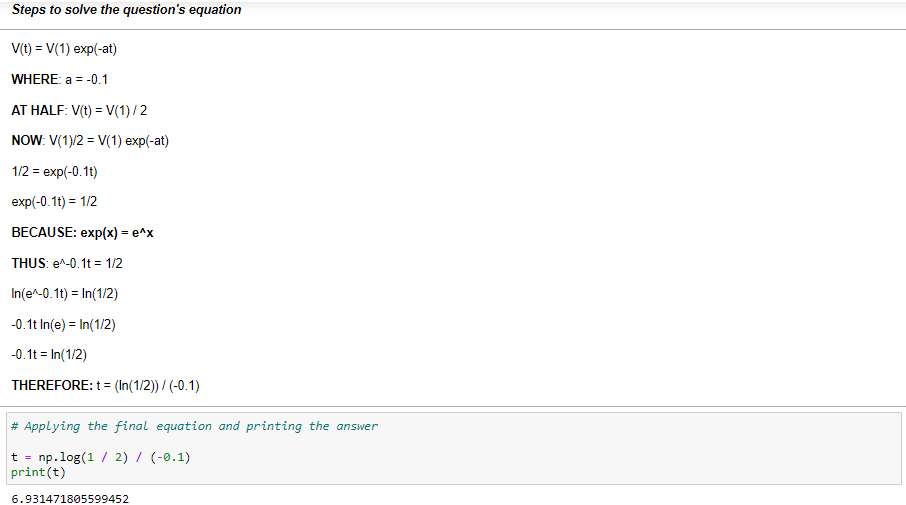 Steps to solve the question's equation
V(t) = V(1) exp(-at)
WHERE: a = -0.1
AT HALF: V(t) = V(1) / 2
NOW: V(1)/2 = V(1) exp(-at)
1/2 = exp(-0.1t)
exp(-0.1t) = 1/2
BECAUSE: exp(x) = e^x
THUS: e^-0.1t = 1/2
ln(e^-0.1t) = ln(1/2)
-0.1t ln(e) = ln(1/2)
-0.1t = ln(1/2)
THEREFORE: t = (ln(1/2)) / (-0.1)
# Applying the final equation and printing the answer
t = np.log(1 / 2) / (-0.1)
print(t)
6.931471805599452